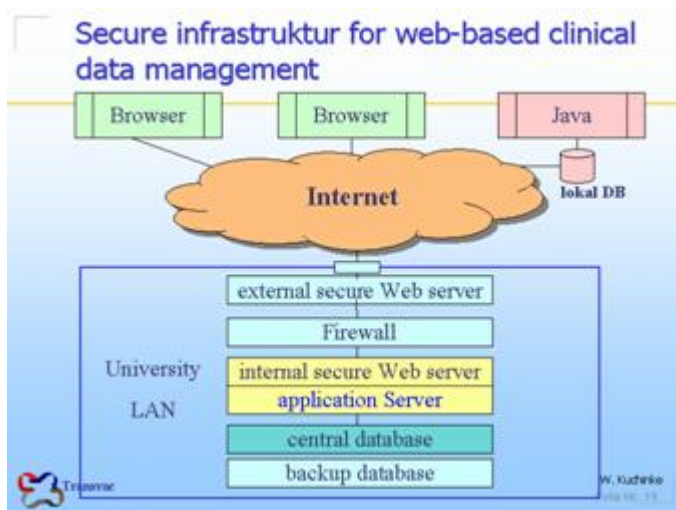 Secure infrastruktur for web-based clinical
data management
Browser
Browser
Java
Internet
lokal DB
external secure Web server
Firewall
University
LAN
internal secure Web server
application Server
central database
backup database
W. Kuchinke